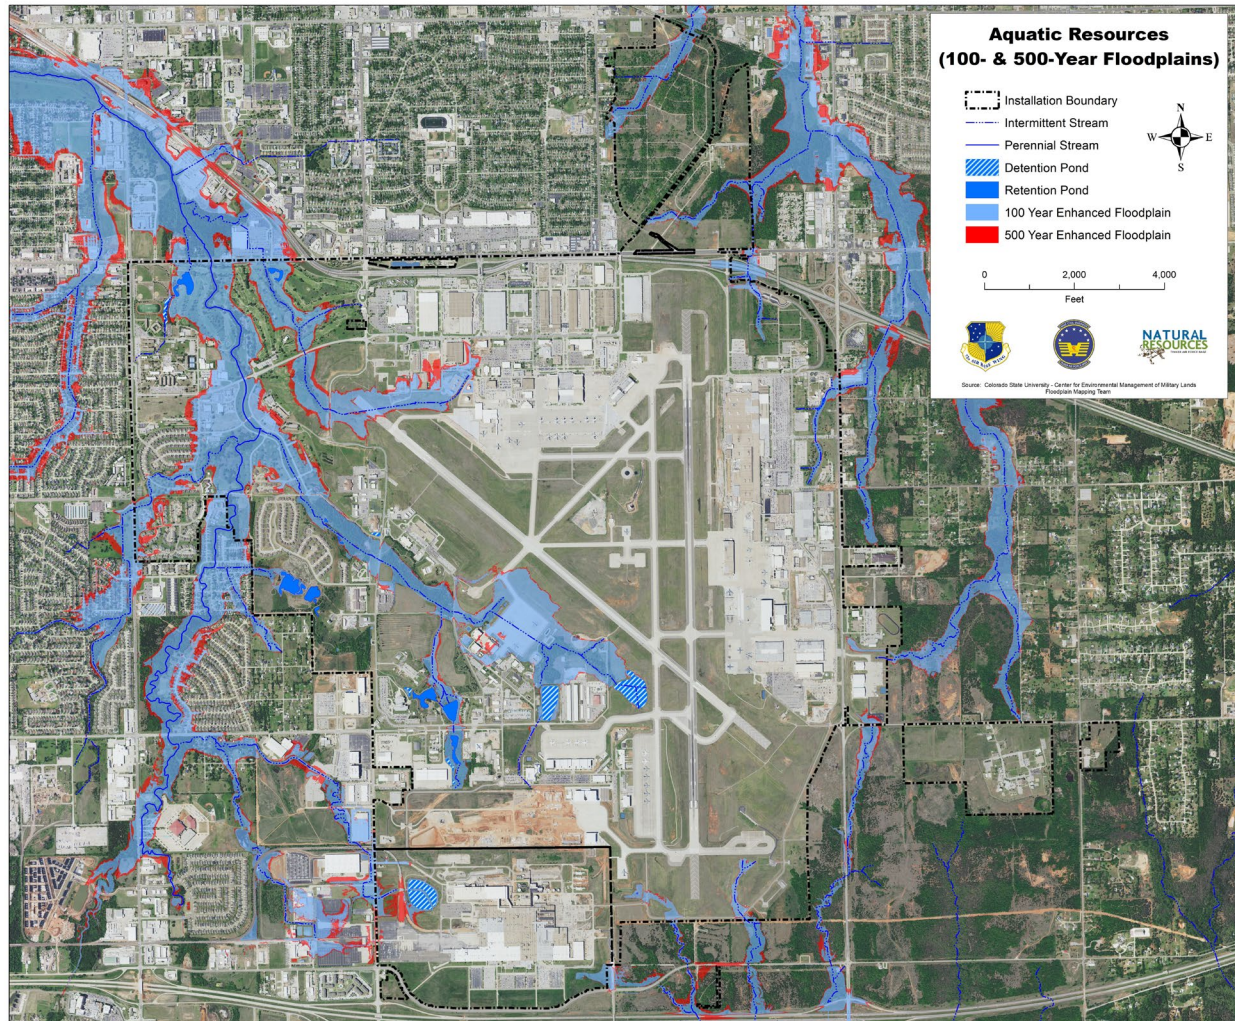 Aquatic Resources
(100- & 500-Year Floodplains)
Installation Boundary
Intermittent Stream
Perennial Stream
Detention Pond
Retention Pond
100 Year Enhanced Floodplain
500 Year Enhanced Floodplain
N
W E
S
0 2,000 4,000
Feet
NATURAL
RESOURCES
Source: Colorado State University - Center for Environmental Management of Military Lands
Floodplain Mapping Team